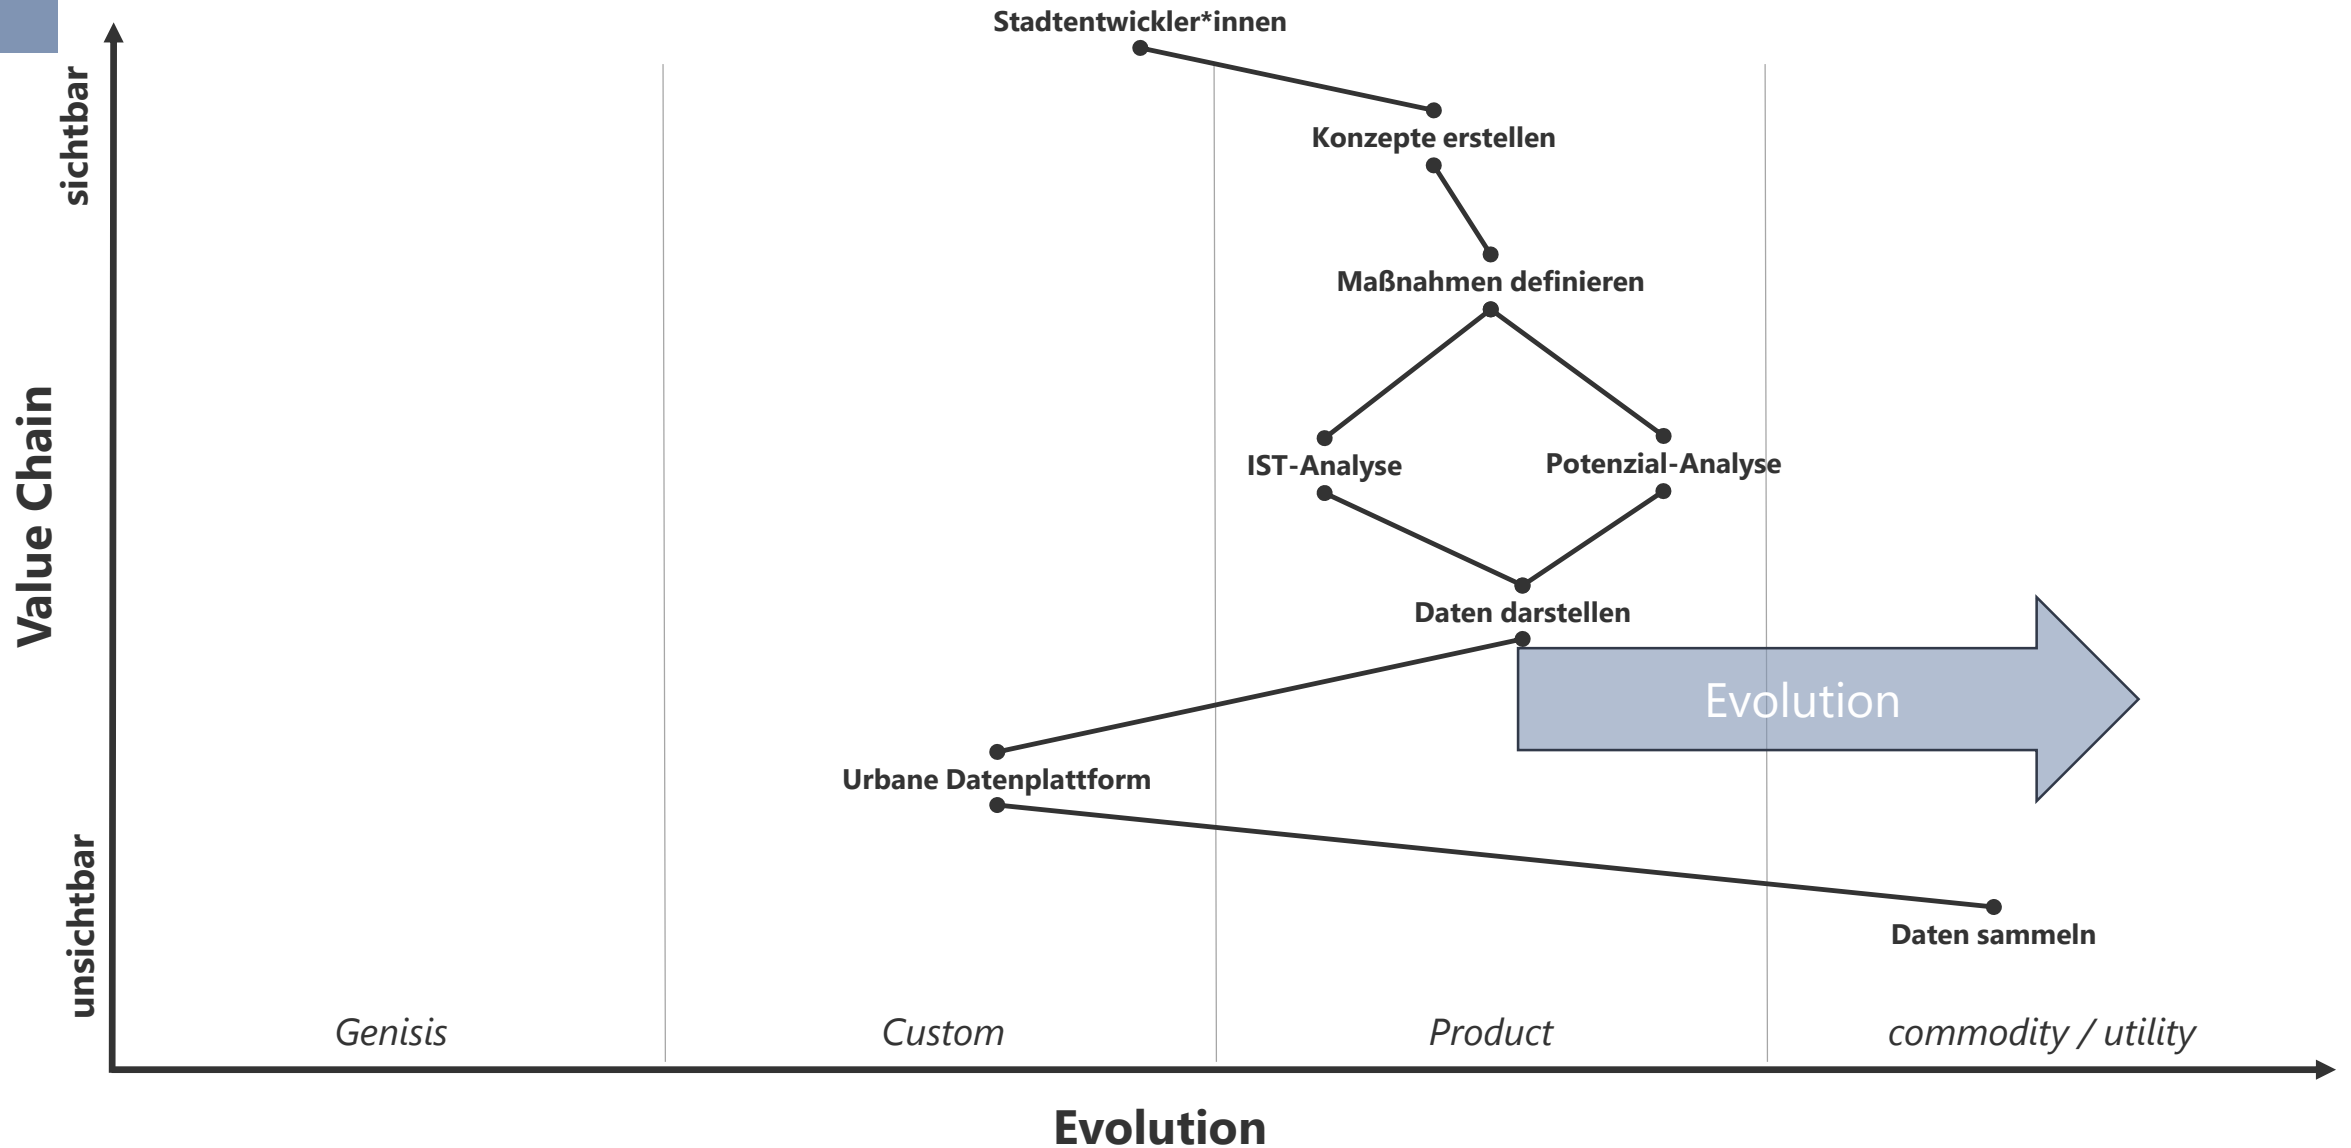 Stadtentwickler*innen
sichtbar
Konzepte erstellen
Maßnahmen definieren
Value Chain
IST-Analyse
Potenzial-Analyse
Daten darstellen
Evolution
Urbane Datenplattform
unsichtbar
Daten sammeln
Genisis
Custom
Product
commodity / utility
Evolution